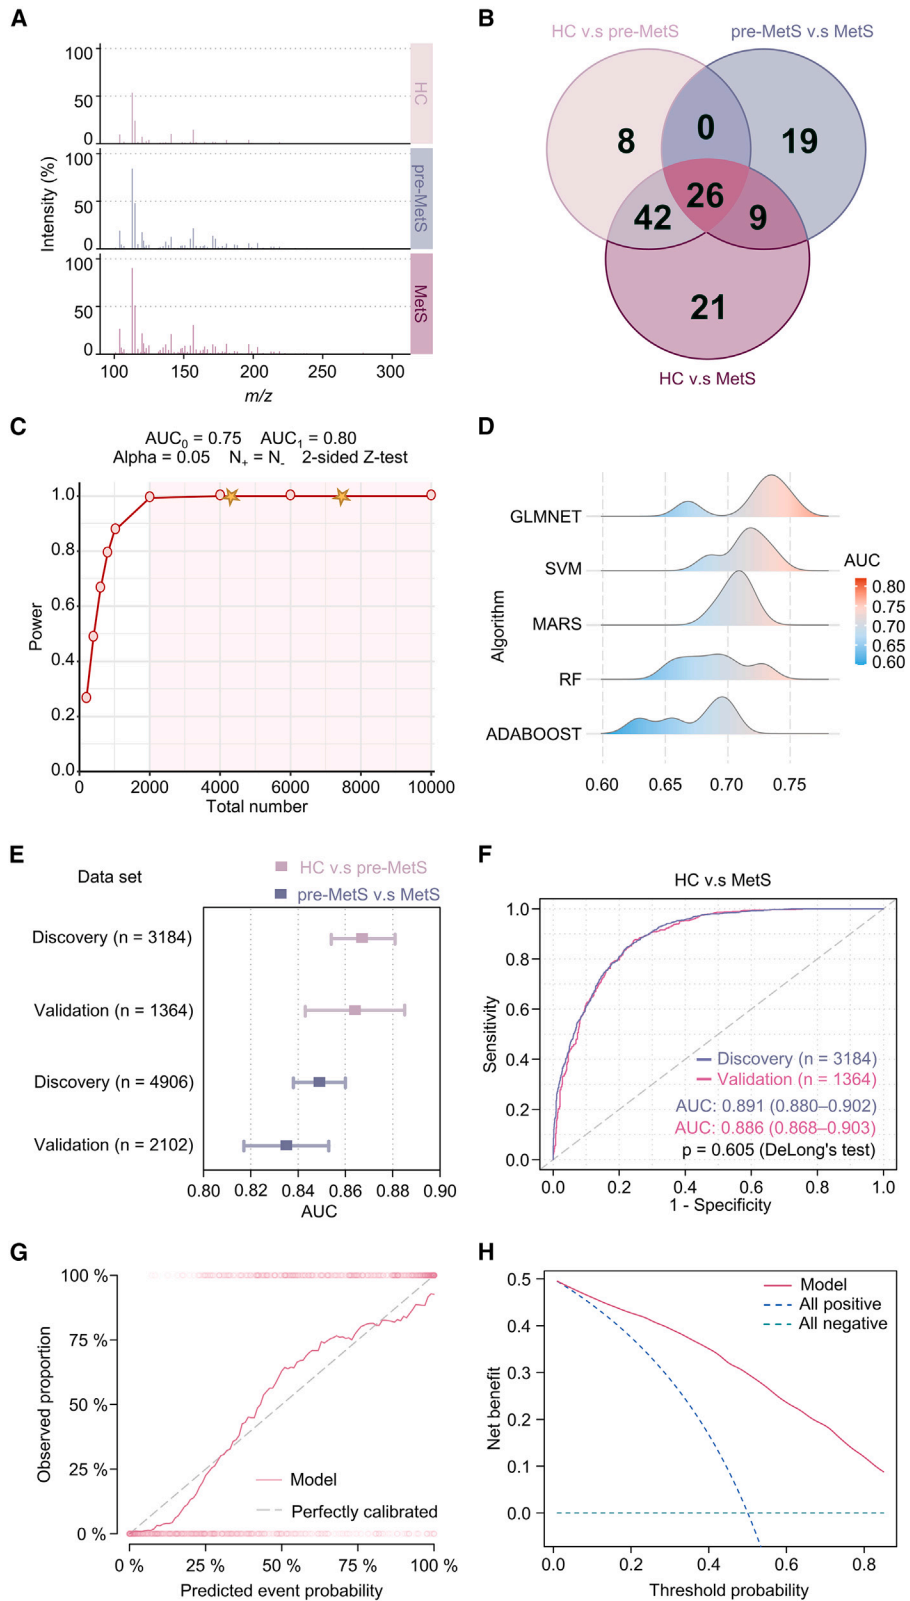 A
100
50
0
HC
100
50
0
pre-MetS
100
50
0
MetS
Intensity (%)
100 150 200 250 300
m/z
B
HC v.s pre-MetS
pre-MetS v.s MetS
8
0
19
26
42
9
21
HC v.s MetS
C
AUC0 = 0.75 AUC1 = 0.80
Alpha = 0.05 N+ = N- 2-sided Z-test
1.0
0.8
0.6
0.4
0.2
0.0
Power
0 2000 4000 6000 8000 10000
Total number
D
GLMNET
SVM
MARS
RF
ADABOOST
Algorithm
0.60 0.65 0.70 0.75
AUC
0.80
0.75
0.70
0.65
0.60
E
Data set
HC v.s pre-MetS
pre-MetS v.s MetS
Discovery (n = 3184)
Validation (n = 1364)
Discovery (n = 4906)
Validation (n = 2102)
0.80 0.82 0.84 0.86 0.88 0.90
AUC
F
HC v.s MetS
1.0
0.8
0.6
0.4
0.2
0.0
Sensitivity
Discovery (n = 3184)
Validation (n = 1364)
AUC: 0.891 (0.880–0.902)
AUC: 0.886 (0.868–0.903)
p = 0.605 (DeLong's test)
0.0 0.2 0.4 0.6 0.8 1.0
1 - Specificity
G
100 %
75 %
50 %
25 %
0 %
Observed proportion
Model
Perfectly calibrated
0 % 25 % 50 % 75 % 100 %
Predicted event probability
H
0.5
0.4
0.3
0.2
0.1
0.0
Net benefit
Model
All positive
All negative
0.0 0.2 0.4 0.6 0.8
Threshold probability